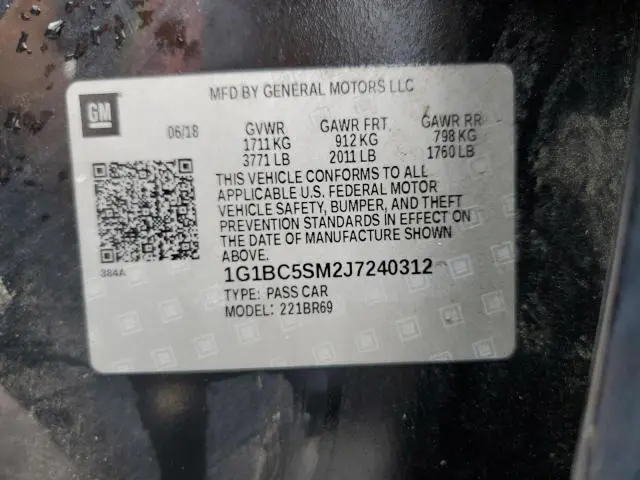 MFD BY GENERAL MOTORS LLC
GM
06/18 GVWR GAWR FRT GAWR RR
1711 KG 912 KG 798 KG
3771 LB 2011 LB 1760 LB
THIS VEHICLE CONFORMS TO ALL
APPLICABLE U.S. FEDERAL MOTOR
VEHICLE SAFETY, BUMPER, AND THEFT
PREVENTION STANDARDS IN EFFECT ON
THE DATE OF MANUFACTURE SHOWN
ABOVE.
384A
1G1BC5SM2J7240312
TYPE: PASS CAR
MODEL: 221BR69